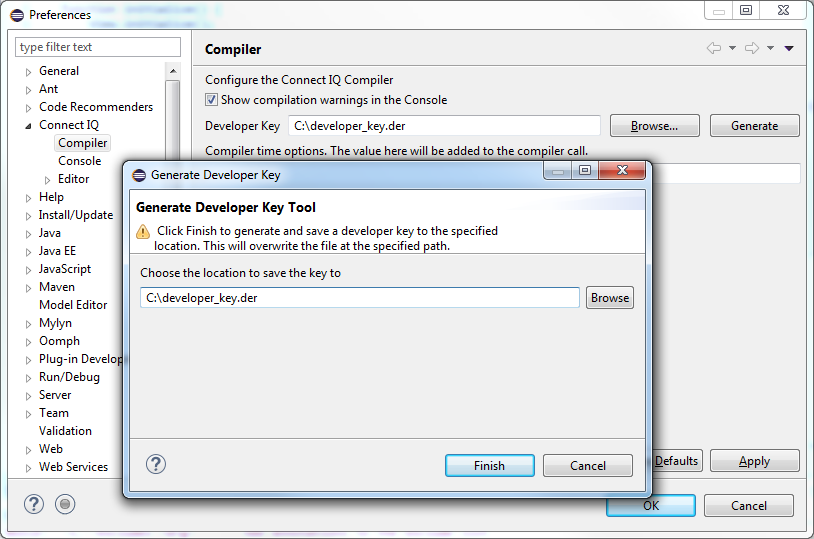 Preferences
type filter text
General
Ant
Code Recommenders
Connect IQ
Compiler
Console
Editor
Help
Install/Update
Java
Java EE
JavaScript
Maven
Model Editor
Mylyn
Oomph
Plug-in Develop
Run/Debug
Server
Team
Validation
Web
Web Services
Compiler
Configure the Connect IQ Compiler
Show compilation warnings in the Console
Developer Key C:\developer_key.der Browse... Generate
Compiler time options. The value here will be added to the compiler call.
Generate Developer Key
Generate Developer Key Tool
Click Finish to generate and save a developer key to the specified
location. This will overwrite the file at the specified path.
Choose the location to save the key to
C:\developer_key.der Browse
Finish Cancel
Defaults Apply
OK Cancel